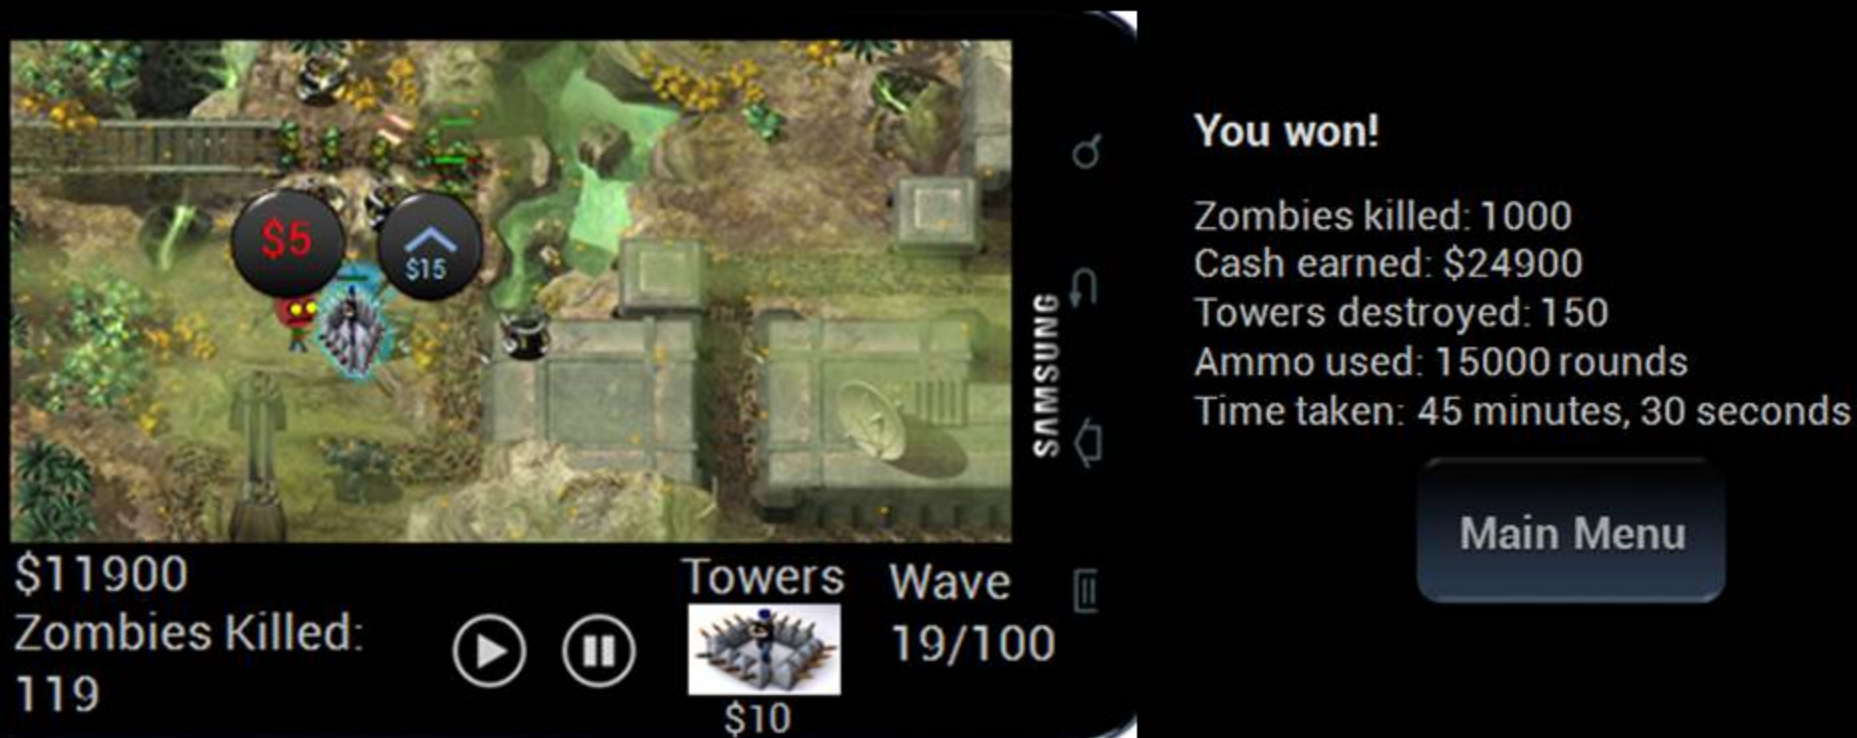 $5
$15
SAMSUNG
$11900
Zombies Killed:
119
Towers
$10
Wave
19/100
You won!
Zombies killed: 1000
Cash earned: $24900
Towers destroyed: 150
Ammo used: 15000 rounds
Time taken: 45 minutes, 30 seconds
Main Menu